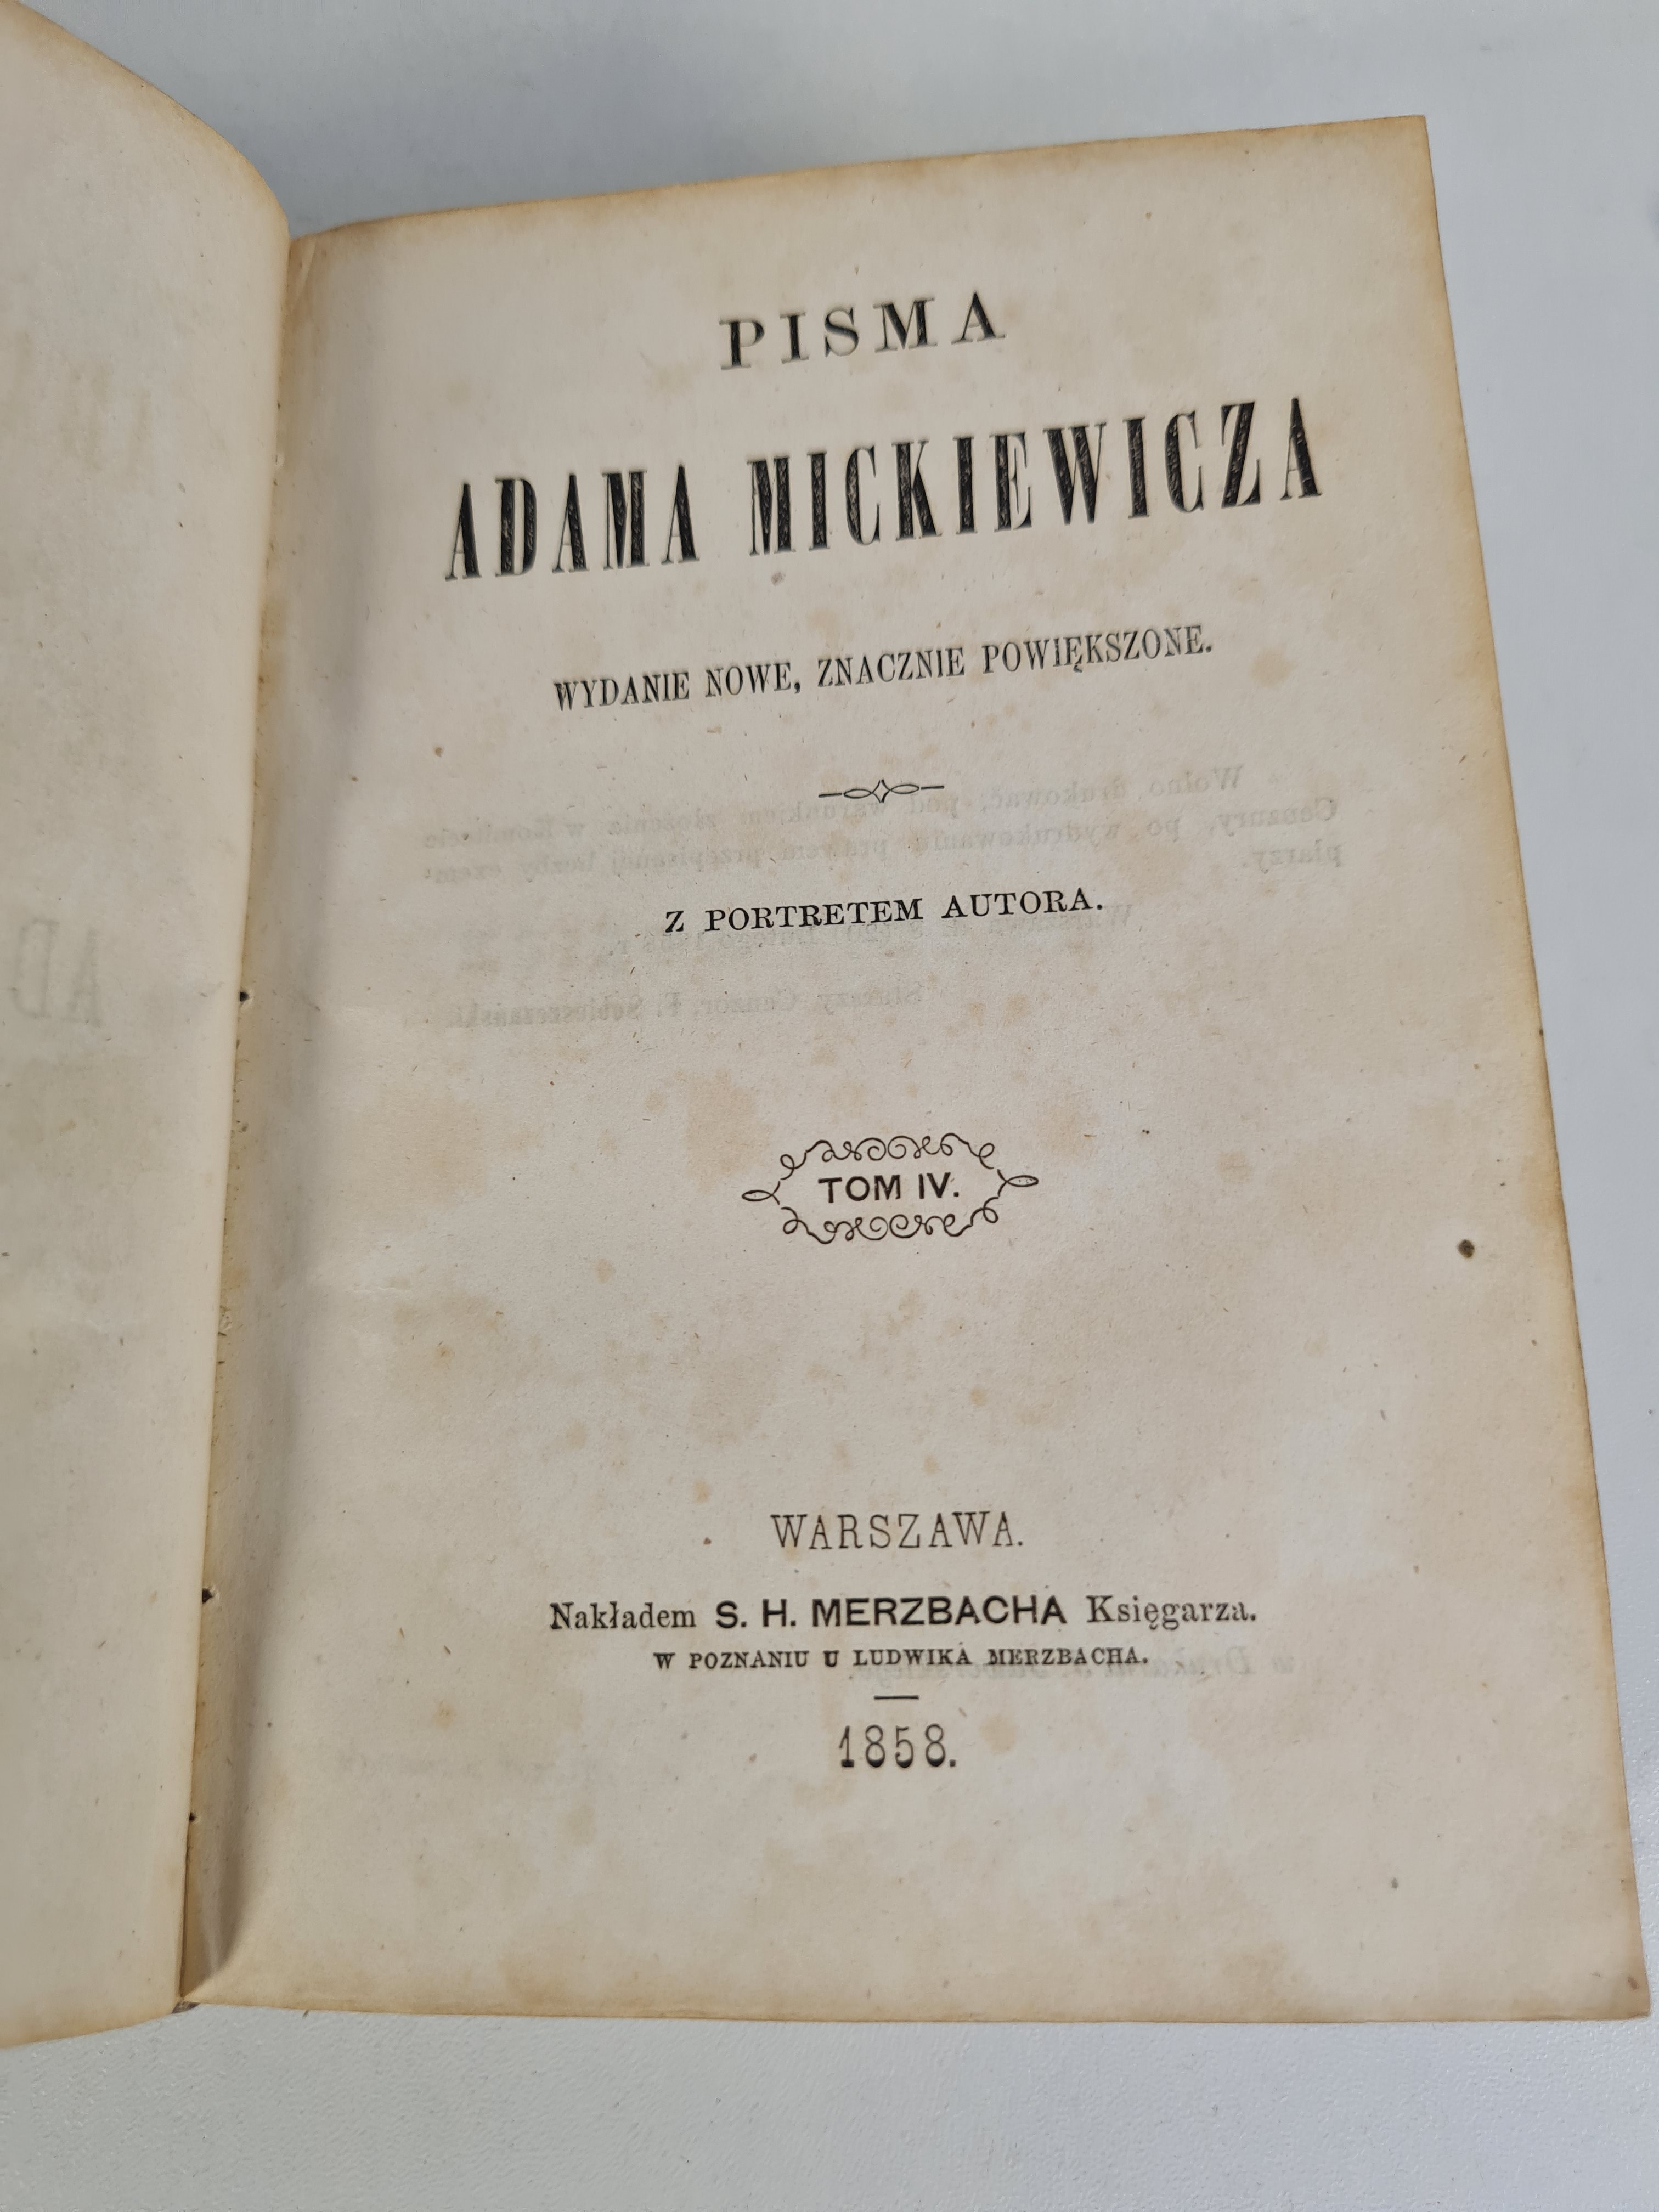 PISMA
ADAMA MICKIEWICZA
WYDANIE NOWE, ZNACZNIE POWIĘKSZONE.
Z PORTRETEM AUTORA.
TOM IV.
WARSZAWA.
Nakładem S. H. MERZBACHA Księgarza.
W POZNANIU U LUDWIKA MERZBACHA.
1858.